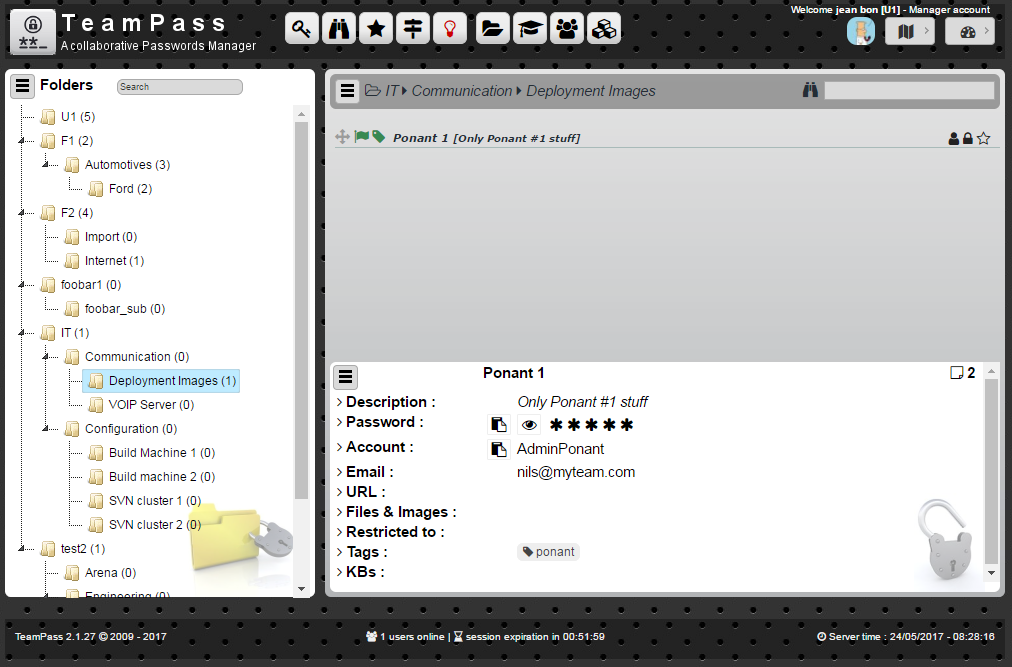 Welcome jean bon [U1] - Manager account
TeamPass
A collaborative Passwords Manager
Folders
Search
U1 (5)
F1 (2)
Automotives (3)
Ford (2)
F2 (4)
Import (0)
Internet (1)
foobar1 (0)
foobar_sub (0)
IT (1)
Communication (0)
Deployment Images (1)
VOIP Server (0)
Configuration (0)
Build Machine 1 (0)
Build machine 2 (0)
SVN cluster 1 (0)
SVN cluster 2 (0)
test2 (1)
Arena (0)
Engineering (0)
IT Communication Deployment Images
Ponant 1 [Only Ponant #1 stuff]
Ponant 1 2
Description : Only Ponant #1 stuff
Password : ✱✱✱✱✱
Account : AdminPonant
Email : nils@myteam.com
URL :
Files & Images :
Restricted to :
Tags : ponant
KBs :
TeamPass 2.1.27 © 2009 - 2017
1 users online | session expiration in 00:51:59
Server time : 24/05/2017 - 08:28:16